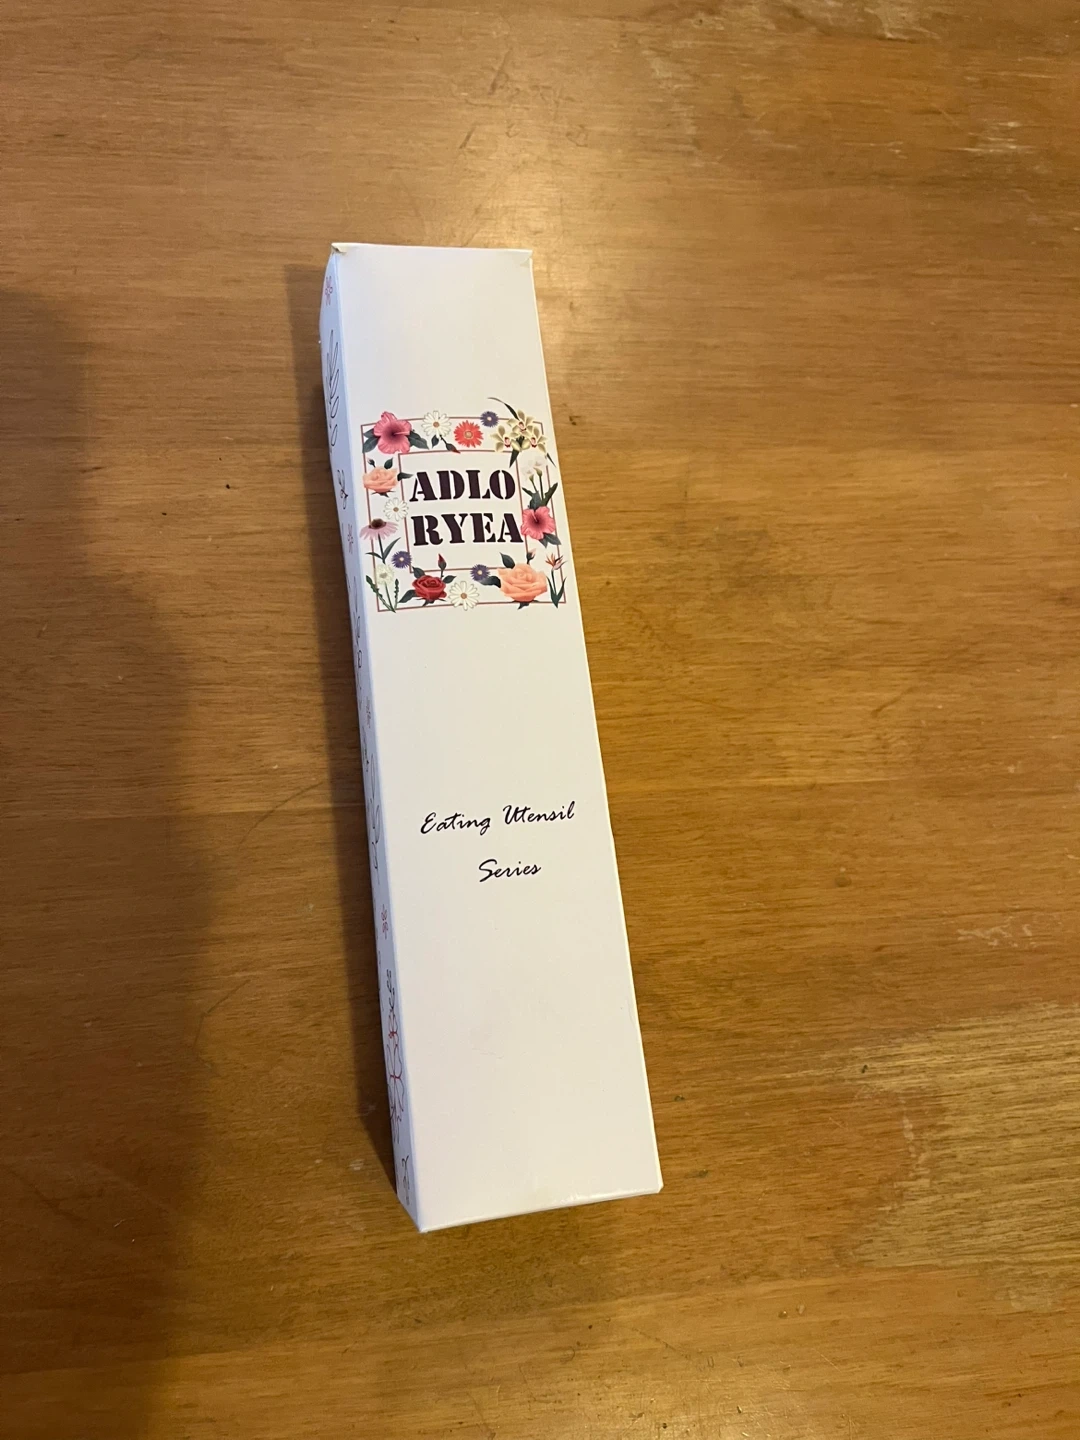 ADLO
RYEA
Eating Utensil
Series